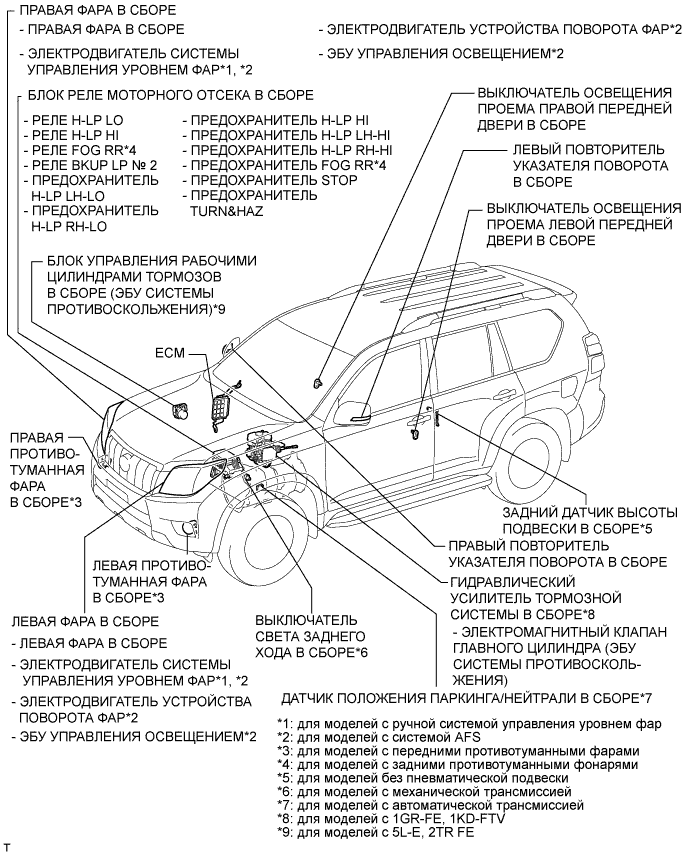 ПРАВАЯ ФАРА В СБОРЕ
- ПРАВАЯ ФАРА В СБОРЕ
- ЭЛЕКТРОДВИГАТЕЛЬ СИСТЕМЫ
УПРАВЛЕНИЯ УРОВНЕМ ФАР*1, *2
- ЭЛЕКТРОДВИГАТЕЛЬ УСТРОЙСТВА ПОВОРОТА ФАР*2
- ЭБУ УПРАВЛЕНИЯ ОСВЕЩЕНИЕМ*2
БЛОК РЕЛЕ МОТОРНОГО ОТСЕКА В СБОРЕ
- РЕЛЕ H-LP LO
- РЕЛЕ H-LP HI
- РЕЛЕ FOG RR*4
- РЕЛЕ BKUP LP № 2
- ПРЕДОХРАНИТЕЛЬ
H-LP LH-LO
- ПРЕДОХРАНИТЕЛЬ
H-LP RH-LO
- ПРЕДОХРАНИТЕЛЬ H-LP HI
- ПРЕДОХРАНИТЕЛЬ H-LP LH-HI
- ПРЕДОХРАНИТЕЛЬ H-LP RH-HI
- ПРЕДОХРАНИТЕЛЬ FOG RR*4
- ПРЕДОХРАНИТЕЛЬ STOP
- ПРЕДОХРАНИТЕЛЬ
TURN&HAZ
ВЫКЛЮЧАТЕЛЬ ОСВЕЩЕНИЯ
ПРОЕМА ПРАВОЙ ПЕРЕДНЕЙ
ДВЕРИ В СБОРЕ
ЛЕВЫЙ ПОВТОРИТЕЛЬ
УКАЗАТЕЛЯ ПОВОРОТА
В СБОРЕ
ВЫКЛЮЧАТЕЛЬ ОСВЕЩЕНИЯ
ПРОЕМА ЛЕВОЙ ПЕРЕДНЕЙ
ДВЕРИ В СБОРЕ
БЛОК УПРАВЛЕНИЯ РАБОЧИМИ
ЦИЛИНДРАМИ ТОРМОЗОВ
В СБОРЕ (ЭБУ СИСТЕМЫ
ПРОТИВОСКОЛЬЖЕНИЯ)*9
ECM
ПРАВАЯ
ПРОТИВО-
ТУМАННАЯ
ФАРА
В СБОРЕ*3
ЗАДНИЙ ДАТЧИК ВЫСОТЫ
ПОДВЕСКИ В СБОРЕ*5
ПРАВЫЙ ПОВТОРИТЕЛЬ
УКАЗАТЕЛЯ ПОВОРОТА В СБОРЕ
ЛЕВАЯ ПРОТИВО-
ТУМАННАЯ ФАРА
В СБОРЕ*3
ГИДРАВЛИЧЕСКИЙ
УСИЛИТЕЛЬ ТОРМОЗНОЙ
СИСТЕМЫ В СБОРЕ*8
- ЭЛЕКТРОМАГНИТНЫЙ КЛАПАН
ГЛАВНОГО ЦИЛИНДРА (ЭБУ
СИСТЕМЫ ПРОТИВОСКОЛЬ-
ЖЕНИЯ)
ВЫКЛЮЧАТЕЛЬ
СВЕТА ЗАДНЕГО
ХОДА В СБОРЕ*6
ЛЕВАЯ ФАРА В СБОРЕ
- ЛЕВАЯ ФАРА В СБОРЕ
- ЭЛЕКТРОДВИГАТЕЛЬ СИСТЕМЫ
УПРАВЛЕНИЯ УРОВНЕМ ФАР*1, *2
- ЭЛЕКТРОДВИГАТЕЛЬ УСТРОЙСТВА
ПОВОРОТА ФАР*2
- ЭБУ УПРАВЛЕНИЯ ОСВЕЩЕНИЕМ*2
ДАТЧИК ПОЛОЖЕНИЯ ПАРКИНГА/НЕЙТРАЛИ В СБОРЕ*7
*1: для моделей с ручной системой управления уровнем фар
*2: для моделей с системой AFS
*3: для моделей с передними противотуманными фарами
*4: для моделей с задними противотуманными фонарями
*5: для моделей без пневматической подвески
*6: для моделей с механической трансмиссией
*7: для моделей с автоматической трансмиссией
*8: для моделей с 1GR-FE, 1KD-FTV
*9: для моделей с 5L-E, 2TR FE
T